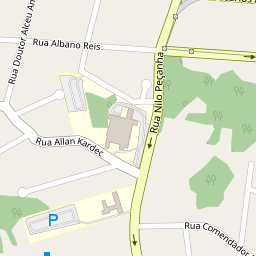 Rua Albano Reis
Rua Doutor Alceu
Rua Nilo Peçanha
Rua Allan Kardec
P
Rua Comendador